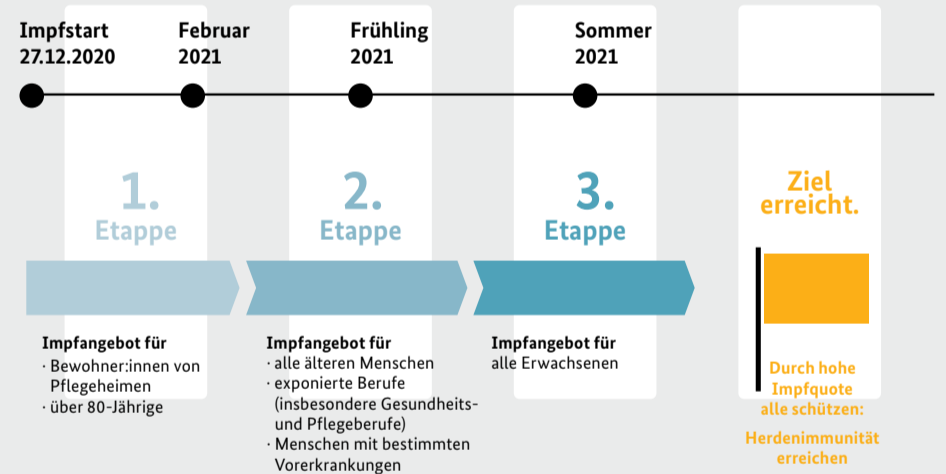 Impfstart
27.12.2020
Februar
2021
Frühling
2021
Sommer
2021
1.
Etappe
2.
Etappe
3.
Etappe
Ziel
erreicht.
Impfangebot für
· Bewohner:innen von
Pflegeheimen
· über 80-Jährige
Impfangebot für
· alle älteren Menschen
· exponierte Berufe
(insbesondere Gesundheits-
und Pflegeberufe)
· Menschen mit bestimmten
Vorerkrankungen
Impfangebot für
alle Erwachsenen
Durch hohe
Impfquote
alle schützen:
Herdenimmunität
erreichen